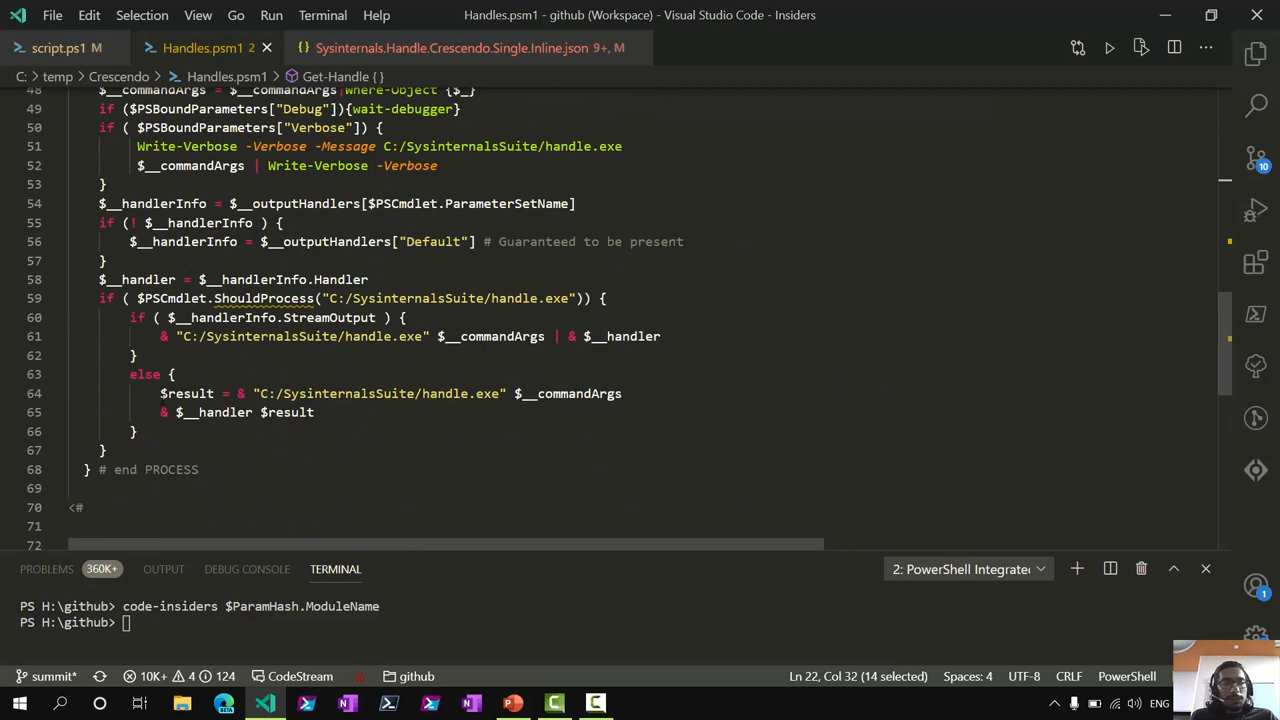 File Edit Selection View Go Run Terminal Help Handles.psm1 - github (Workspace) - Visual Studio Code - Insiders
script.ps1 M Handles.psm1 2 Sysinternals.Handle.Crescendo.Single.Inline.json 9+, M
C: > temp > Crescendo > Handles.psm1 > Get-Handle { }
48 $__commandArgs = $__commandArgs|Where-Object {$_}
49 if ($PSBoundParameters["Debug"]){wait-debugger}
50 if ( $PSBoundParameters["Verbose"]) {
51 Write-Verbose -Verbose -Message C:/SysinternalsSuite/handle.exe
52 $__commandArgs | Write-Verbose -Verbose
53 }
54 $__handlerInfo = $__outputHandlers[$PSCmdlet.ParameterSetName]
55 if (! $__handlerInfo ) {
56 $__handlerInfo = $__outputHandlers["Default"] # Guaranteed to be present
57 }
58 $__handler = $__handlerInfo.Handler
59 if ( $PSCmdlet.ShouldProcess("C:/SysinternalsSuite/handle.exe")) {
60 if ( $__handlerInfo.StreamOutput ) {
61 & "C:/SysinternalsSuite/handle.exe" $__commandArgs | & $__handler
62 }
63 else {
64 $result = & "C:/SysinternalsSuite/handle.exe" $__commandArgs
65 & $__handler $result
66 }
67 }
68 } # end PROCESS
69
70 <#
71
72
PROBLEMS 360K+ OUTPUT DEBUG CONSOLE TERMINAL 2: PowerShell Integrated
PS H:\github> code-insiders $ParamHash.ModuleName
PS H:\github>
summit* 10K+ 4 124 CodeStream github Ln 22, Col 32 (14 selected) Spaces: 4 UTF-8 CRLF PowerShell
ENG
10
1